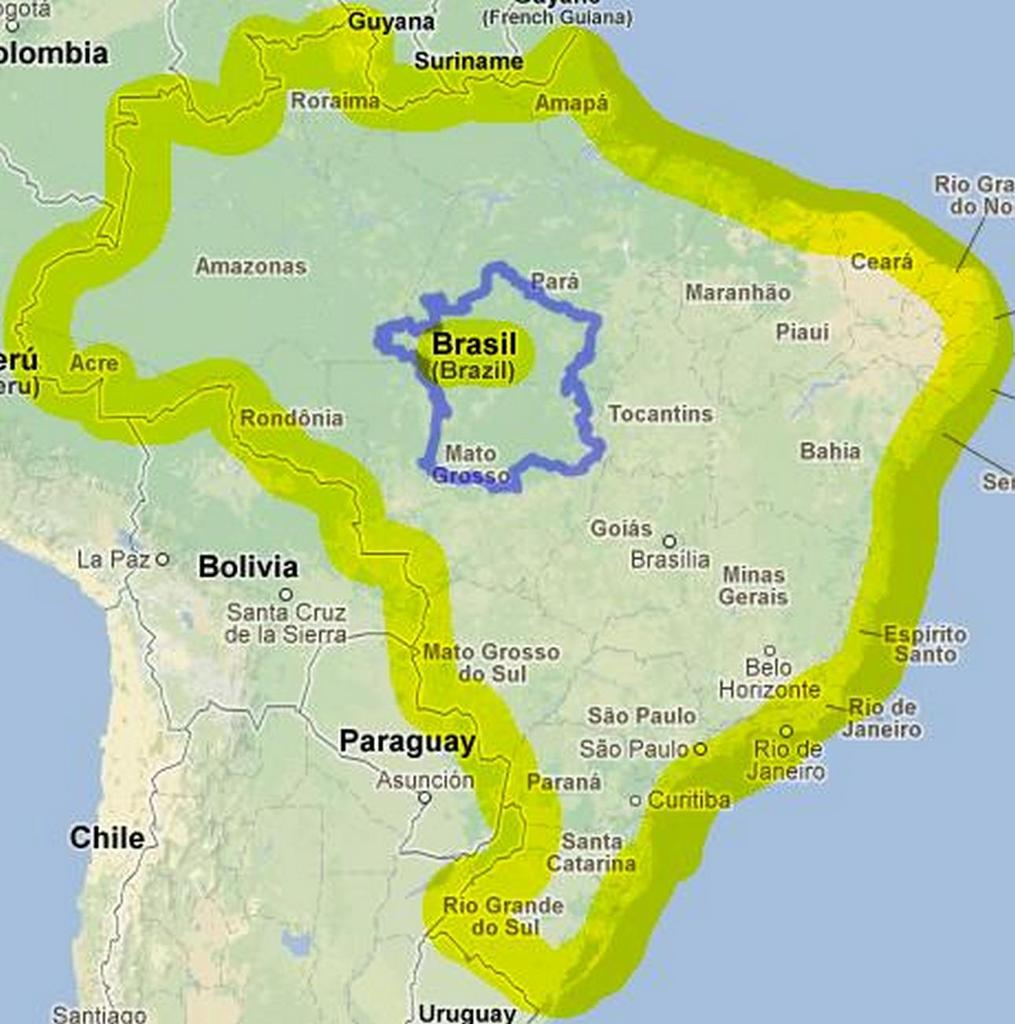 Guyana
(French Guiana)
olombia
Suriname
Roraima
Amapá
Rio Gra
do No
Ceará
Amazonas
Pará
Maranhão
Piauí
Brasil
(Brazil)
erú
eru)
Acre
Rondônia
Tocantins
Mato
Grosso
Bahia
Ser
Goiás
Brasília
La Paz
Bolivia
Minas
Gerais
Santa Cruz
de la Sierra
Espírito
Santo
Mato Grosso
do Sul
Belo
Horizonte
São Paulo
Rio de
Janeiro
Paraguay
São Paulo
Rio de
Janeiro
Asunción
Paraná
Curitiba
Chile
Santa
Catarina
Rio Grande
do Sul
Santiago
Uruguay